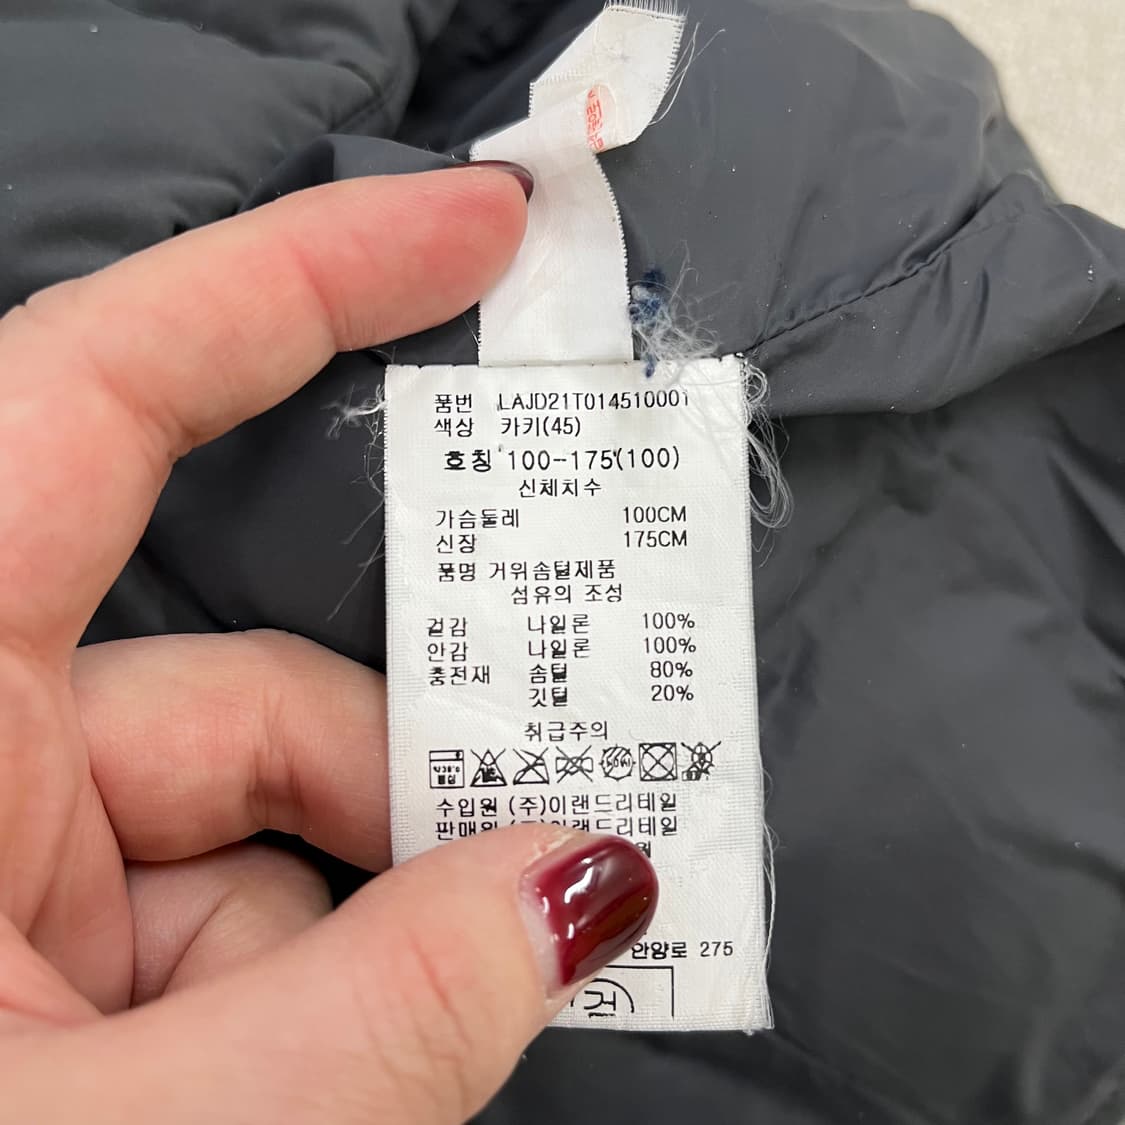 품번 LAJD21T014510001
색상 카키(45)
호칭 100-175(100)
신체치수
가슴둘레 100CM
신장 175CM
품명 거위솜털제품
섬유의 조성
겉감 나일론 100%
안감 나일론 100%
충전재 솜털 80%
깃털 20%
취급주의
수입원 (주)이랜드리테일
판매원 (주)이랜드리테일
안양로 275